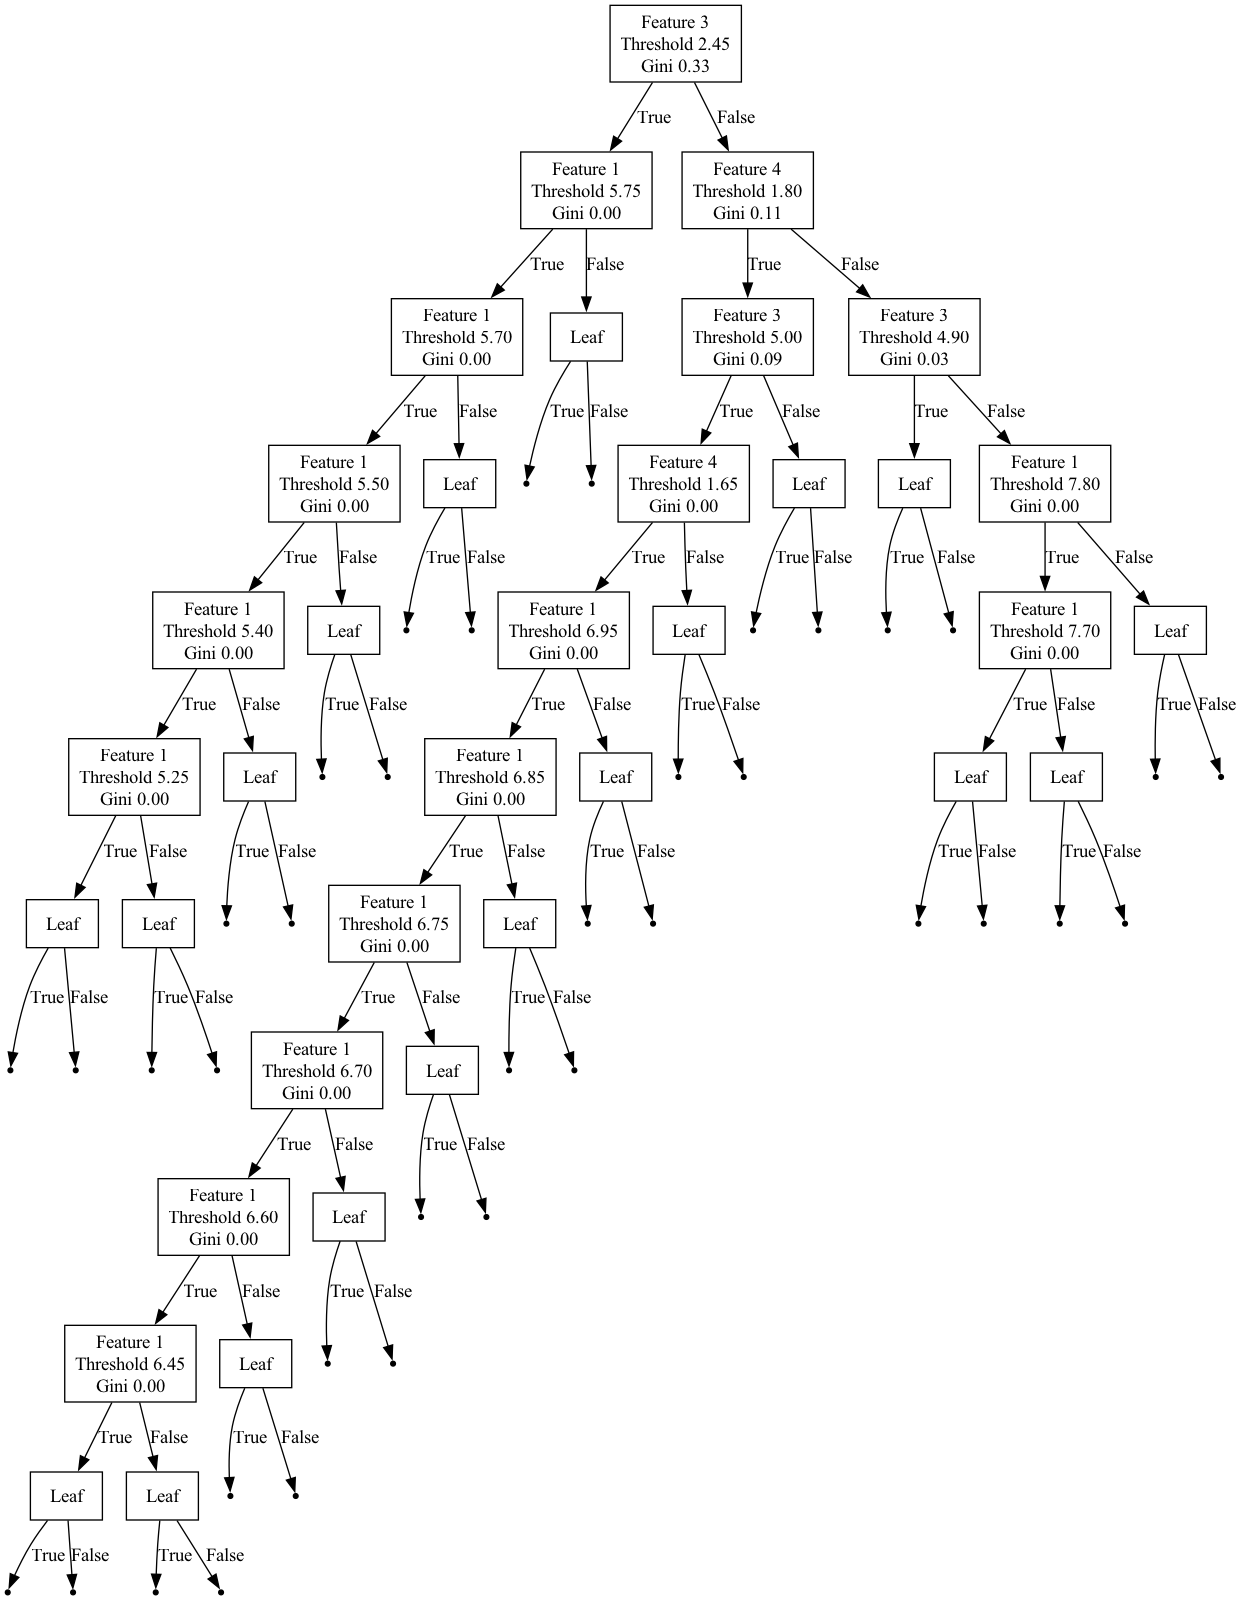 Feature 3
Threshold 2.45
Gini 0.33
True
False
Feature 1
Threshold 5.75
Gini 0.00
Feature 4
Threshold 1.80
Gini 0.11
True
False
True
False
Feature 1
Threshold 5.70
Gini 0.00
Leaf
Feature 3
Threshold 5.00
Gini 0.09
Feature 3
Threshold 4.90
Gini 0.03
True
False
True
False
True
False
True
False
Feature 1
Threshold 5.50
Gini 0.00
Leaf
Feature 4
Threshold 1.65
Gini 0.00
Leaf
Leaf
Feature 1
Threshold 7.80
Gini 0.00
True
False
True
False
True
False
True
False
True
False
True
False
Feature 1
Threshold 5.40
Gini 0.00
Leaf
Feature 1
Threshold 6.95
Gini 0.00
Leaf
Feature 1
Threshold 7.70
Gini 0.00
Leaf
True
False
True
False
True
False
True
False
True
False
True
False
Feature 1
Threshold 5.25
Gini 0.00
Leaf
Feature 1
Threshold 6.85
Gini 0.00
Leaf
Leaf
Leaf
True
False
True
False
True
False
True
False
True
False
True
False
Leaf
Leaf
Feature 1
Threshold 6.75
Gini 0.00
Leaf
True
False
True
False
True
False
True
False
Feature 1
Threshold 6.70
Gini 0.00
Leaf
True
False
True
False
Feature 1
Threshold 6.60
Gini 0.00
Leaf
True
False
True
False
Feature 1
Threshold 6.45
Gini 0.00
Leaf
True
False
True
False
Leaf
Leaf
True
False
True
False